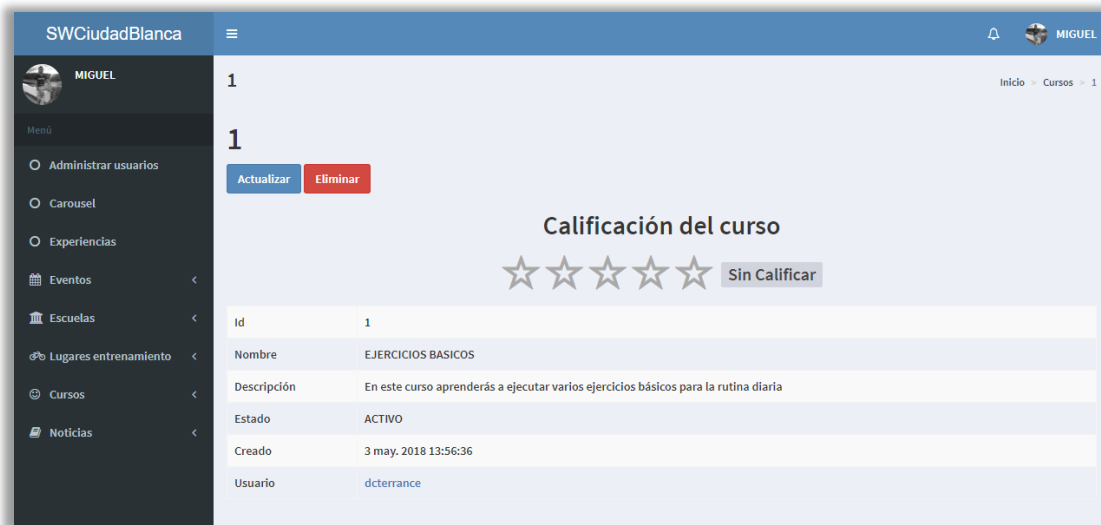 SWCiudadBlanca
MIGUEL
MIGUEL
1
Inicio > Cursos > 1
Menú
Administrar usuarios
Carousel
Experiencias
Eventos
Escuelas
Lugares entrenamiento
Cursos
Noticias
1
Actualizar Eliminar
Calificación del curso
Sin Calificar
Id 1
Nombre EJERCICIOS BASICOS
Descripción En este curso aprenderás a ejecutar varios ejercicios básicos para la rutina diaria
Estado ACTIVO
Creado 3 may. 2018 13:56:36
Usuario dcterrance